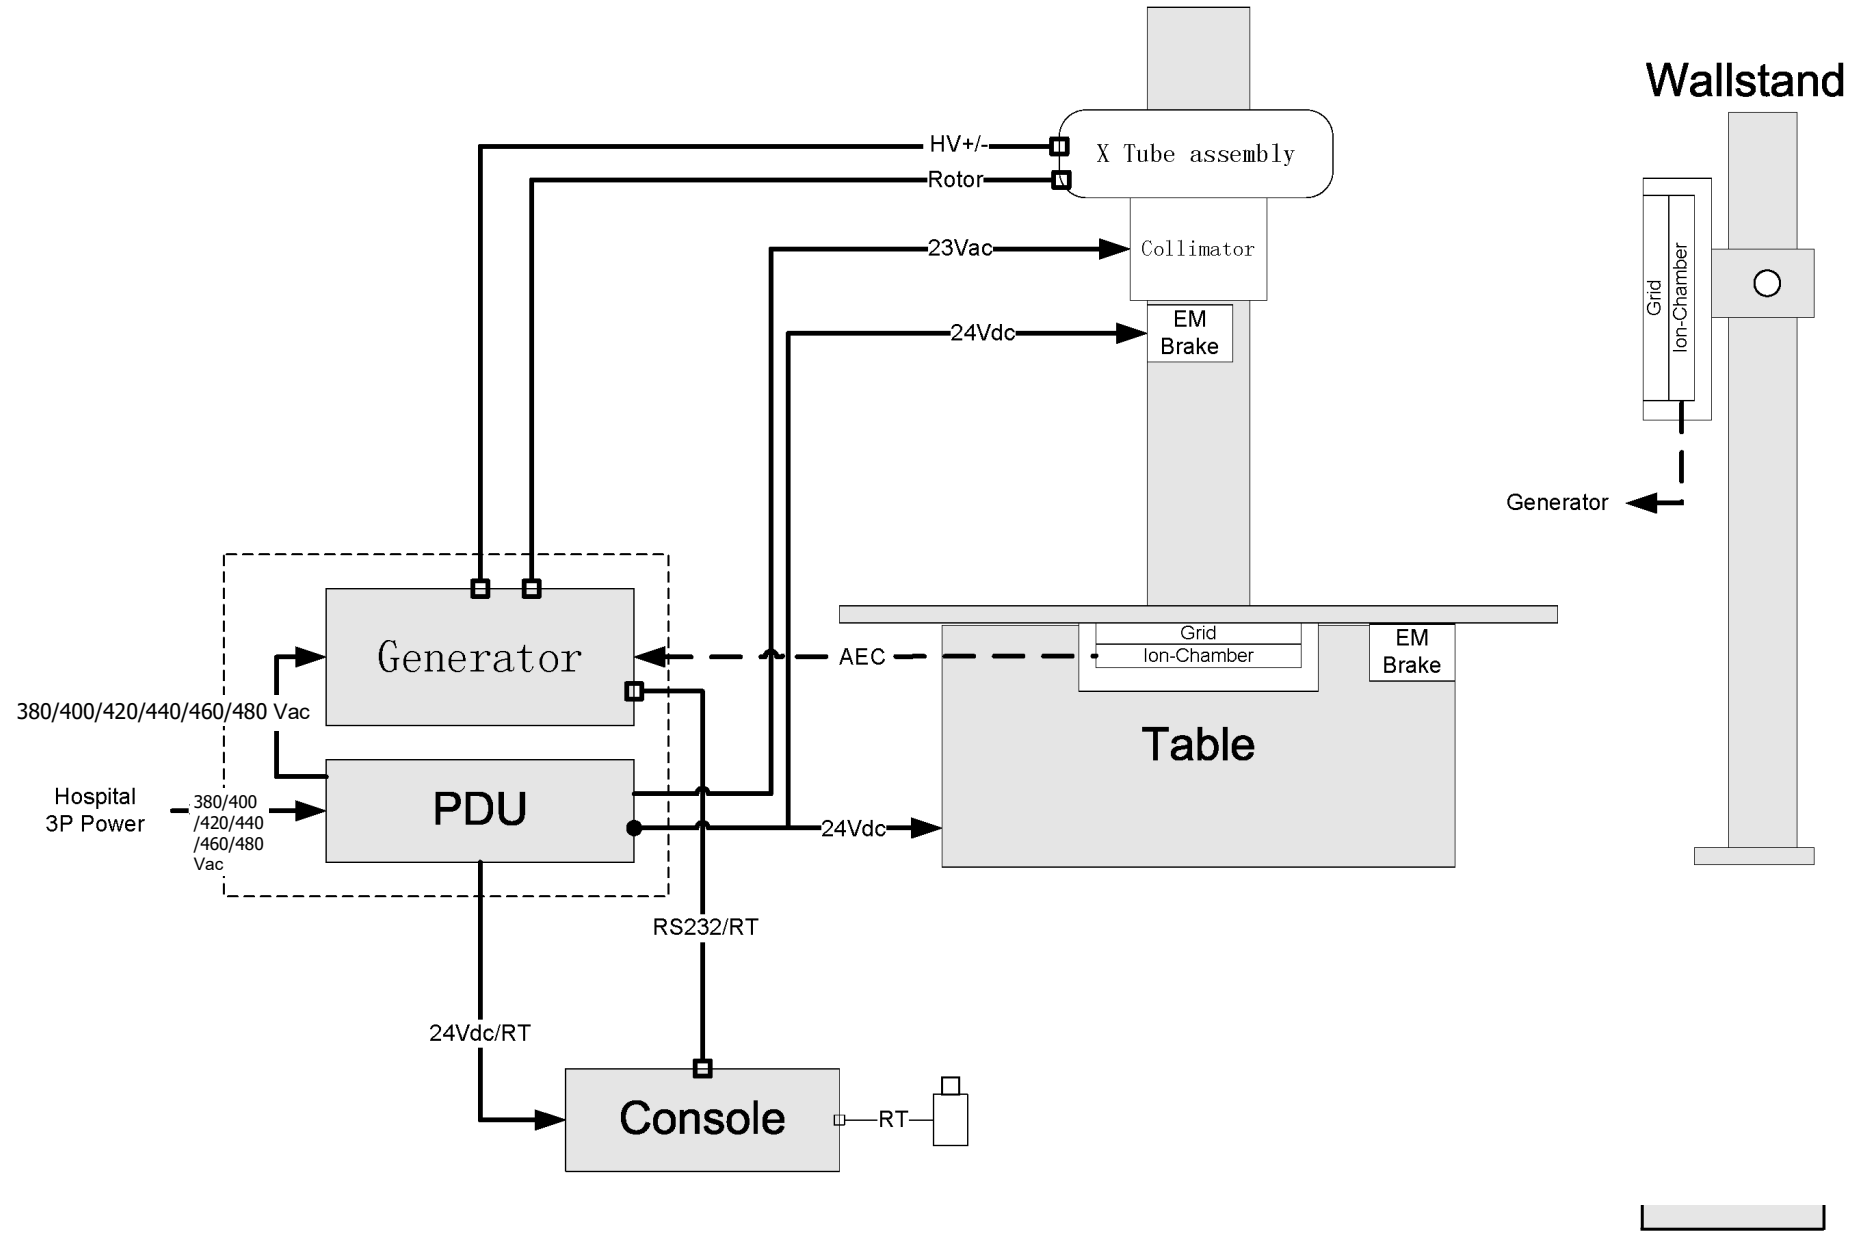 Wallstand
HV+/-
X Tube assembly
Rotor
23Vac
Collimator
24Vdc
EM
Brake
Grid
Ion-Chamber
Generator
Generator
AEC
Grid
Ion-Chamber
EM
Brake
380/400/420/440/460/480 Vac
Table
Hospital
3P Power
380/400
/420/440
/460/480
Vac
PDU
24Vdc
RS232/RT
24Vdc/RT
Console
RT